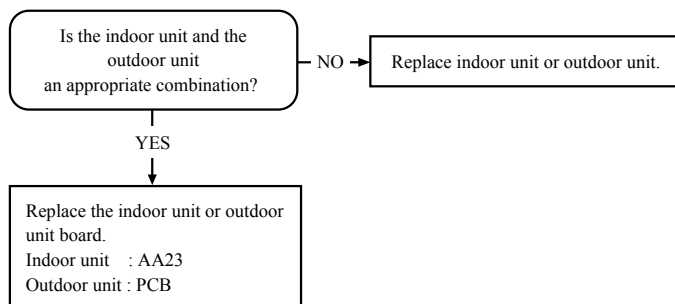 Is the indoor unit and the
outdoor unit
an appropriate combination?
NO
Replace indoor unit or outdoor unit.
YES
Replace the indoor unit or outdoor
unit board.
Indoor unit : AA23
Outdoor unit : PCB